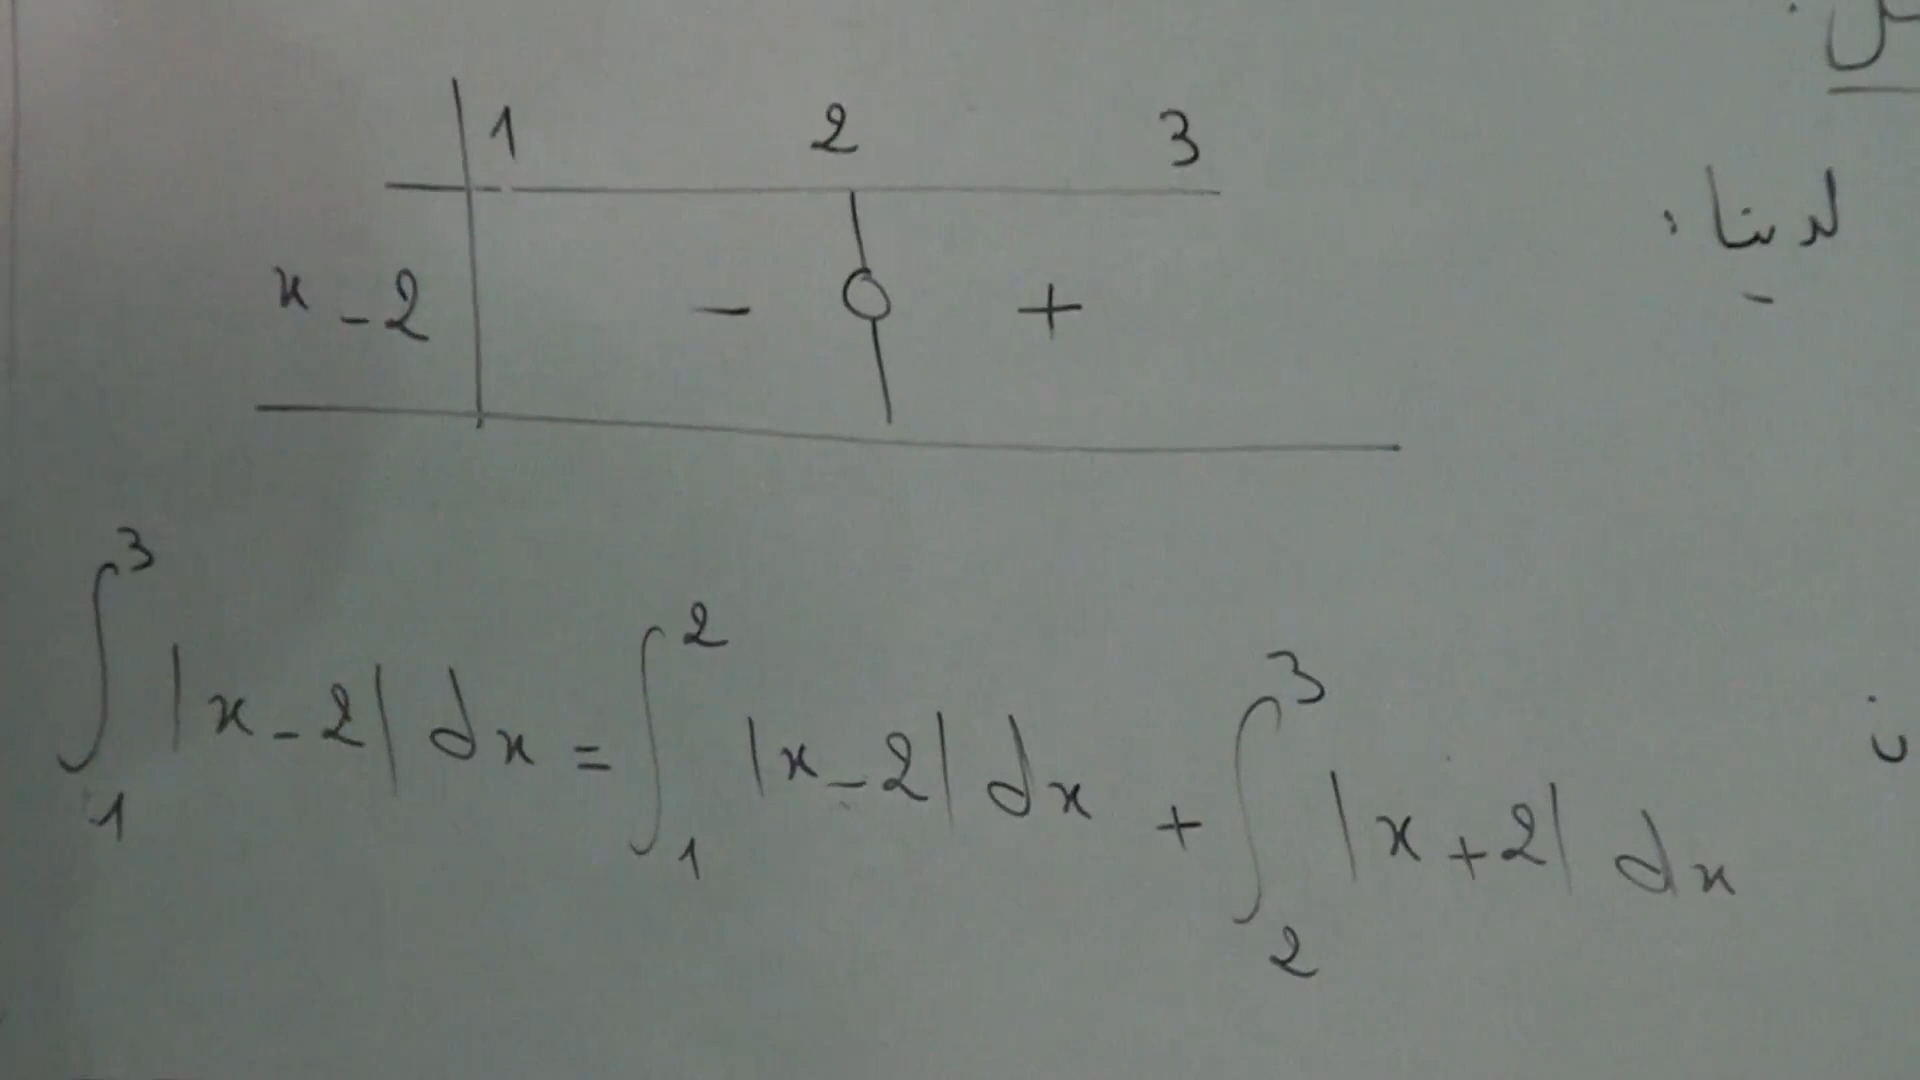 1 2 3
لدينا:
x - 2 - 0 +
∫₁³ |x - 2| dx = ∫₁² |x - 2| dx + ∫₂³ |x + 2| dx